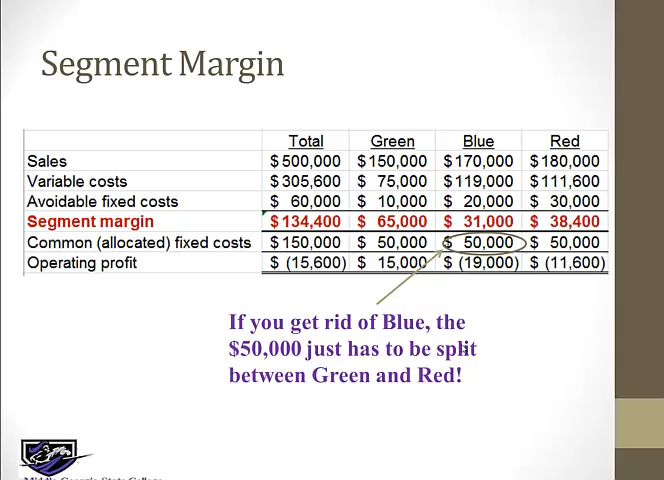 Segment Margin
Total Green Blue Red
Sales $ 500,000 $ 150,000 $ 170,000 $ 180,000
Variable costs $ 305,600 $ 75,000 $ 119,000 $ 111,600
Avoidable fixed costs $ 60,000 $ 10,000 $ 20,000 $ 30,000
Segment margin $ 134,400 $ 65,000 $ 31,000 $ 38,400
Common (allocated) fixed costs $ 150,000 $ 50,000 $ 50,000 $ 50,000
Operating profit $ (15,600) $ 15,000 $ (19,000) $ (11,600)
If you get rid of Blue, the
$50,000 just has to be split
between Green and Red!
Middle Georgia State College